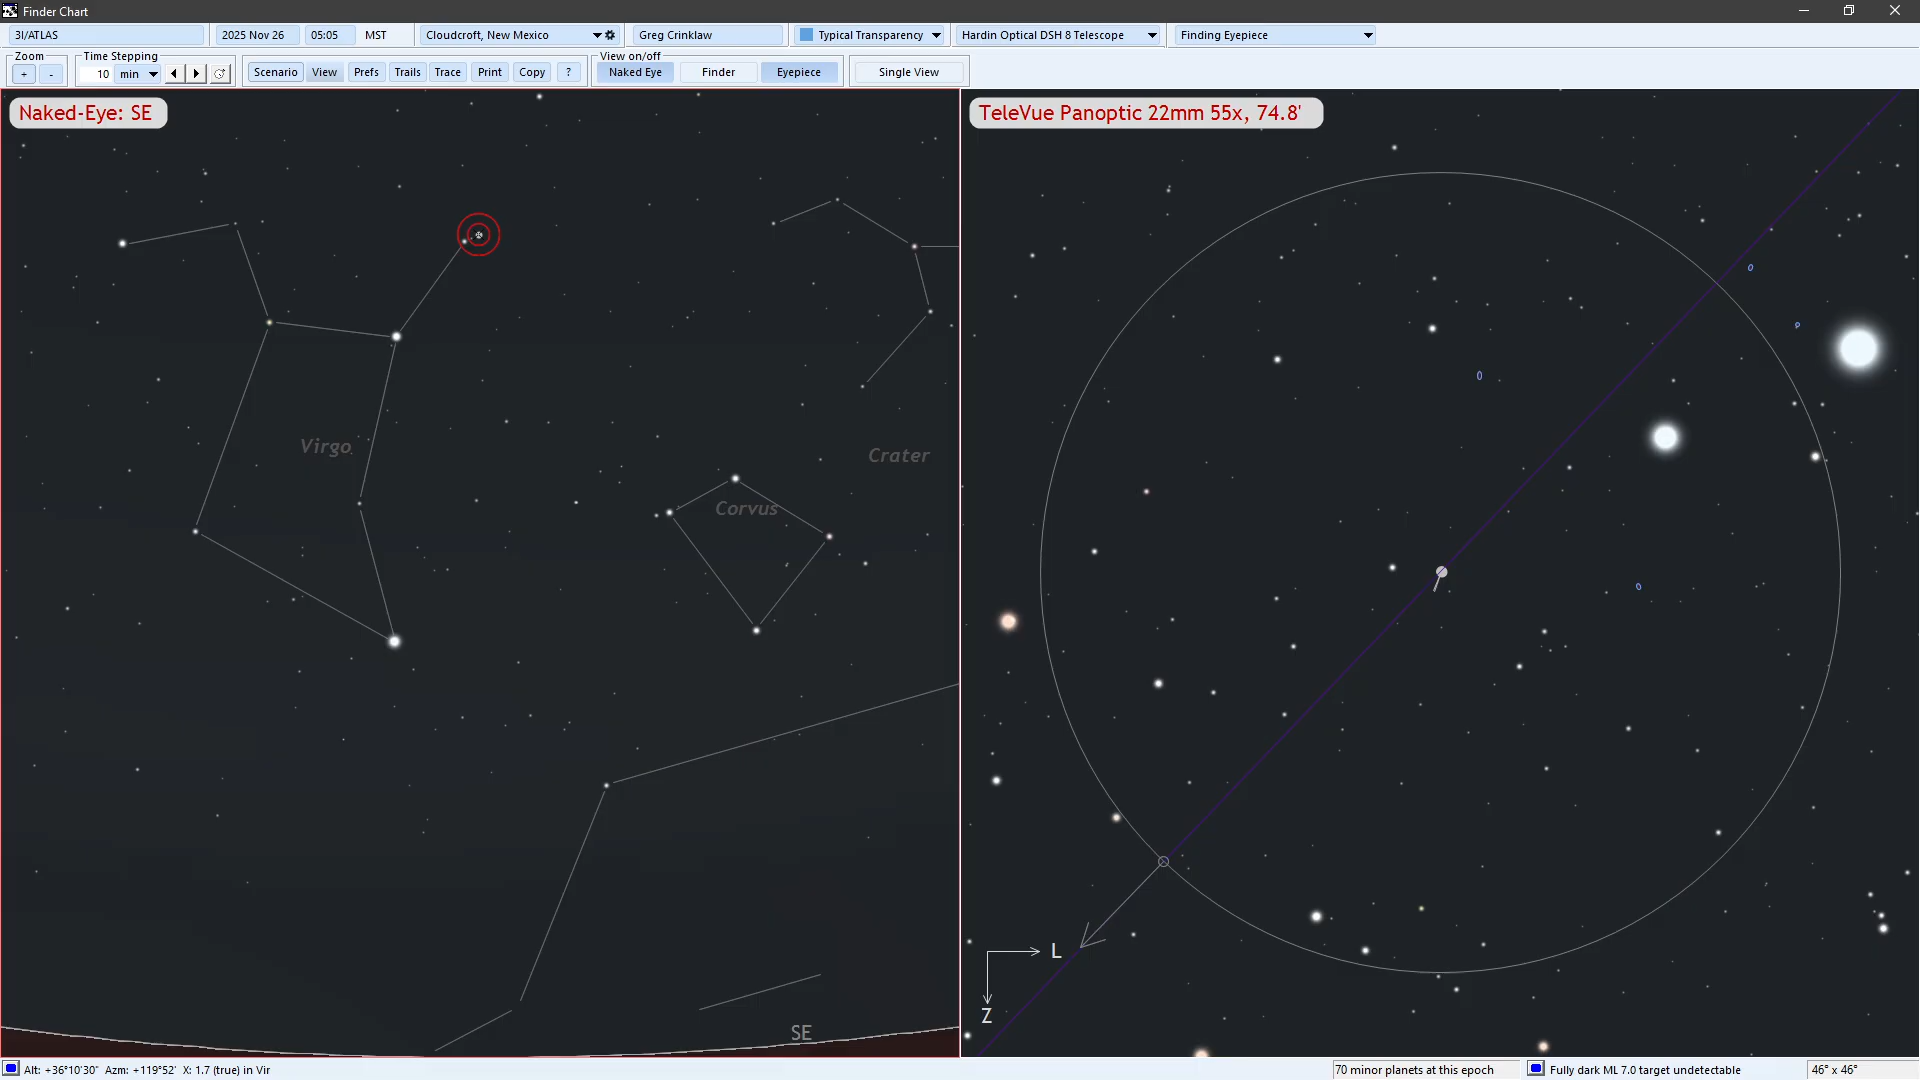 Finder Chart
3I/ATLAS 2025 Nov 26 05:05 MST Cloudcroft, New Mexico Greg Crinklaw Typical Transparency Hardin Optical DSH 8 Telescope Finding Eyepiece
Zoom Time Stepping View on/off
+ - 10 min Scenario View Prefs Trails Trace Print Copy ? Naked Eye Finder Eyepiece Single View
Naked-Eye: SE
TeleVue Panoptic 22mm 55x, 74.8'
Virgo
Crater
Corvus
SE
L
Z
Alt: +36°10'30" Azm: +119°52' X: 1.7 (true) in Vir 70 minor planets at this epoch Fully dark ML 7.0 target undetectable 46° x 46°